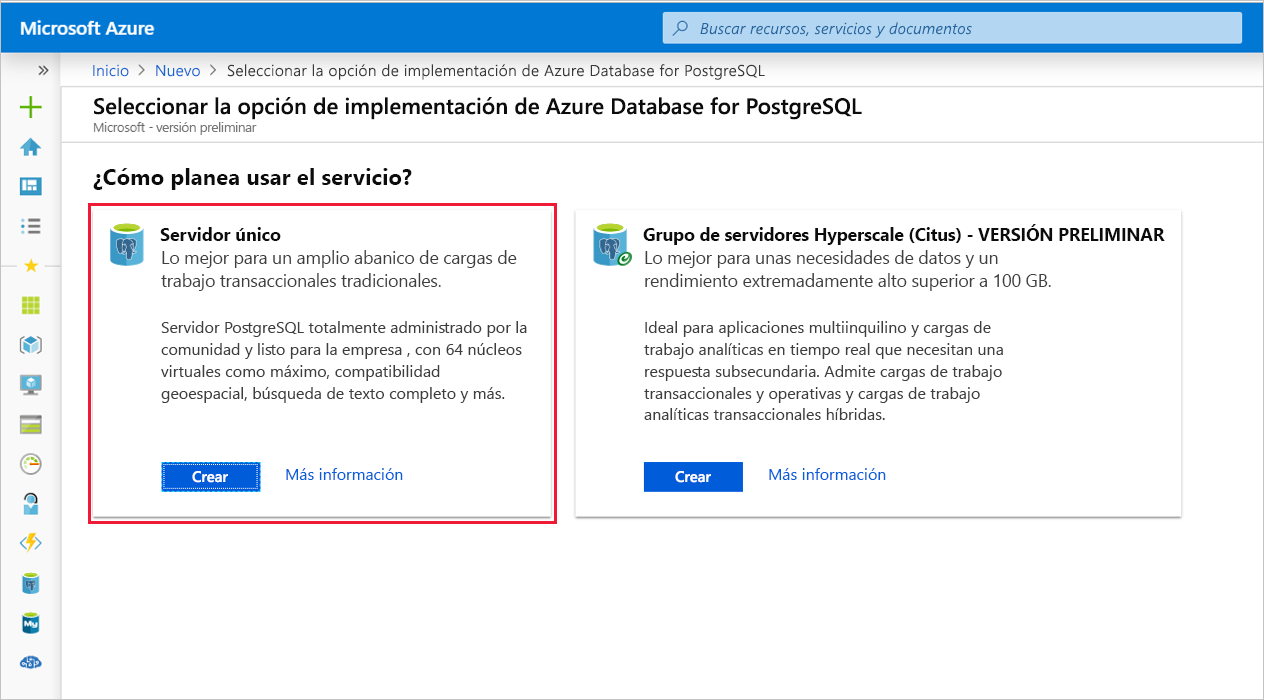 Microsoft Azure
Buscar recursos, servicios y documentos
Inicio > Nuevo > Seleccionar la opción de implementación de Azure Database for PostgreSQL
Seleccionar la opción de implementación de Azure Database for PostgreSQL
Microsoft - versión preliminar
¿Cómo planea usar el servicio?
Servidor único
Lo mejor para un amplio abanico de cargas de
trabajo transaccionales tradicionales.
Servidor PostgreSQL totalmente administrado por la
comunidad y listo para la empresa , con 64 núcleos
virtuales como máximo, compatibilidad
geoespacial, búsqueda de texto completo y más.
Crear
Más información
Grupo de servidores Hyperscale (Citus) - VERSIÓN PRELIMINAR
Lo mejor para unas necesidades de datos y un
rendimiento extremadamente alto superior a 100 GB.
Ideal para aplicaciones multiinquilino y cargas de
trabajo analíticas en tiempo real que necesitan una
respuesta subsecundaria. Admite cargas de trabajo
transaccionales y operativas y cargas de trabajo
analíticas transaccionales híbridas.
Crear
Más información
My